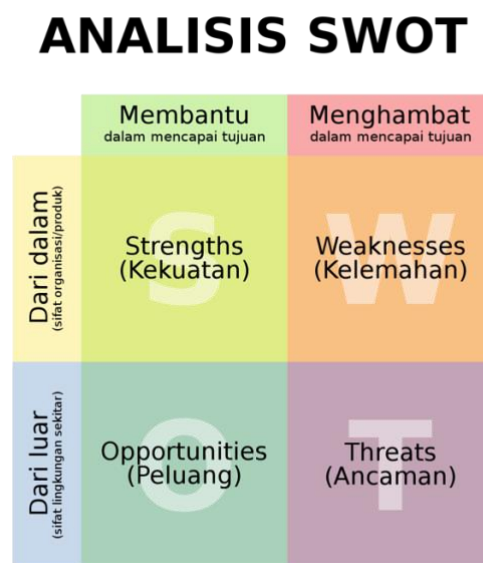 ANALISIS SWOT
Membantu
dalam mencapai tujuan
Menghambat
dalam mencapai tujuan
Dari dalam
(sifat organisasi/produk)
S
Strengths
(Kekuatan)
W
Weaknesses
(Kelemahan)
Dari luar
(sifat lingkungan sekitar)
O
Opportunities
(Peluang)
T
Threats
(Ancaman)